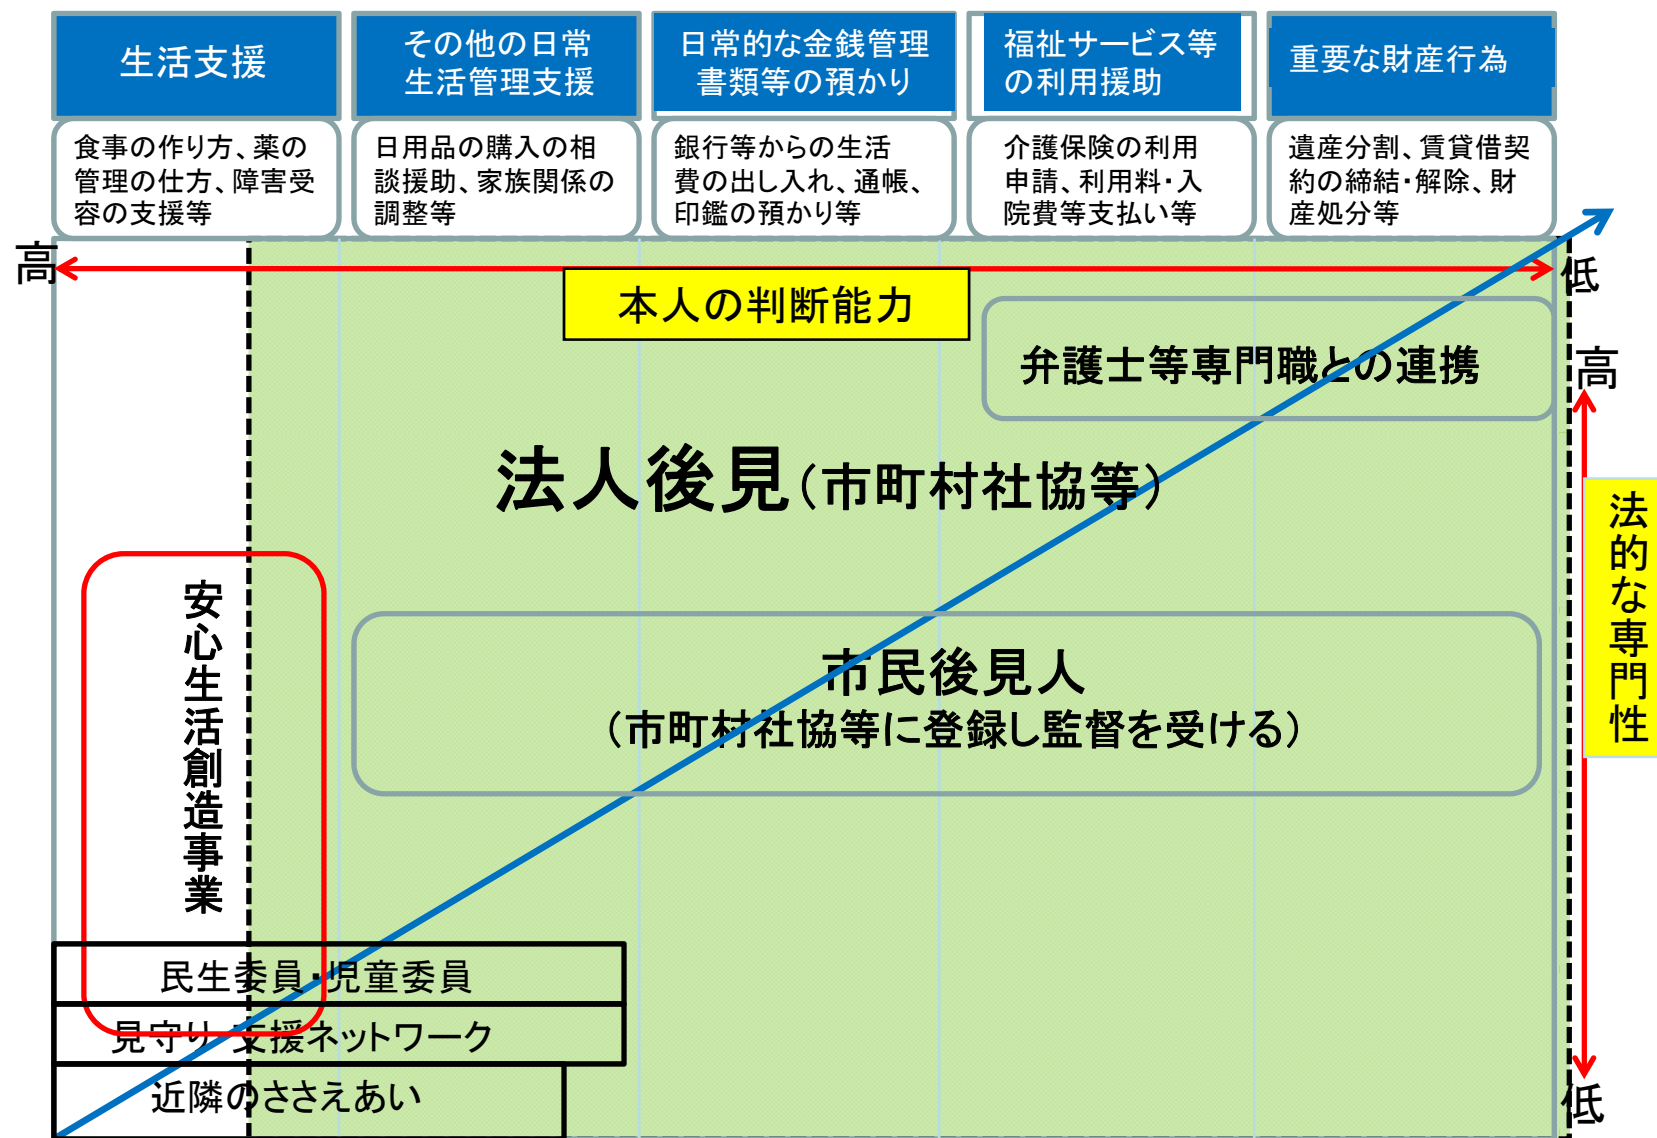 生活支援
その他の日常
生活管理支援
日常的な金銭管理
書類等の預かり
福祉サービス等
の利用援助
重要な財産行為
食事の作り方、薬の
管理の仕方、障害受
容の支援等
日用品の購入の相
談援助、家族関係の
調整等
銀行等からの生活
費の出し入れ、通帳、
印鑑の預かり等
介護保険の利用
申請、利用料・入
院費等支払い等
遺産分割、賃貸借契
約の締結・解除、財
産処分等
高
低
本人の判断能力
弁護士等専門職との連携
高
法人後見(市町村社協等)
法的な専門性
安心生活創造事業
市民後見人
(市町村社協等に登録し監督を受ける)
民生委員・児童委員
見守り・支援ネットワーク
近隣のささえあい
低